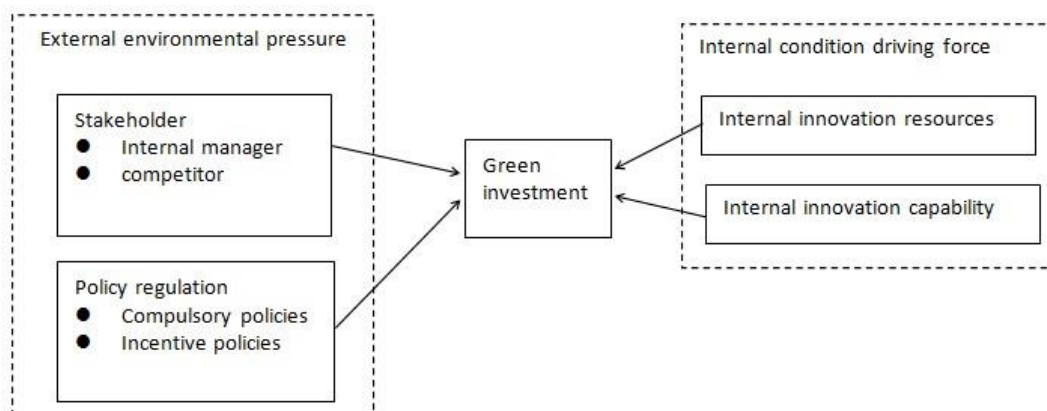 External environmental pressure
Stakeholder
● Internal manager
● competitor
Policy regulation
● Compulsory policies
● Incentive policies
Green
investment
Internal condition driving force
Internal innovation resources
Internal innovation capability